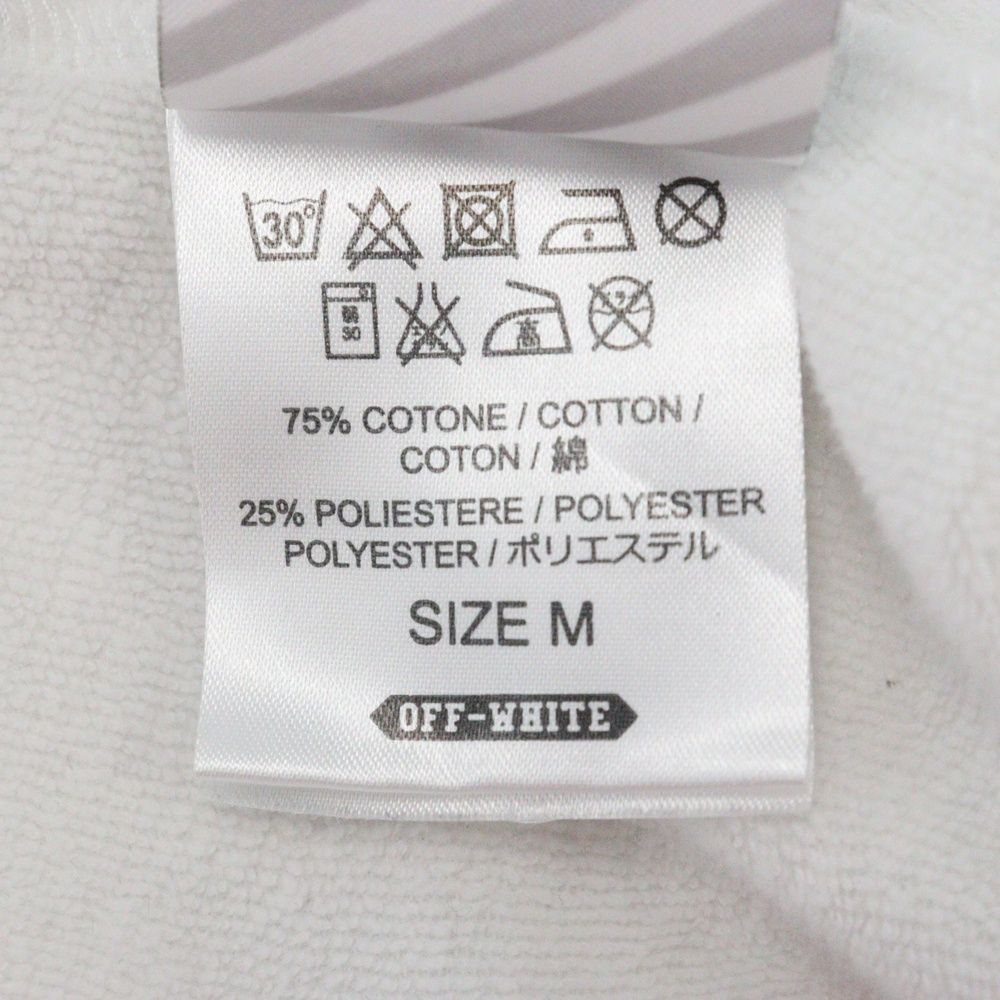 30°
高
75% COTONE / COTTON /
COTON / 綿
25% POLIESTERE / POLYESTER
POLYESTER / ポリエステル
SIZE M
OFF-WHITE